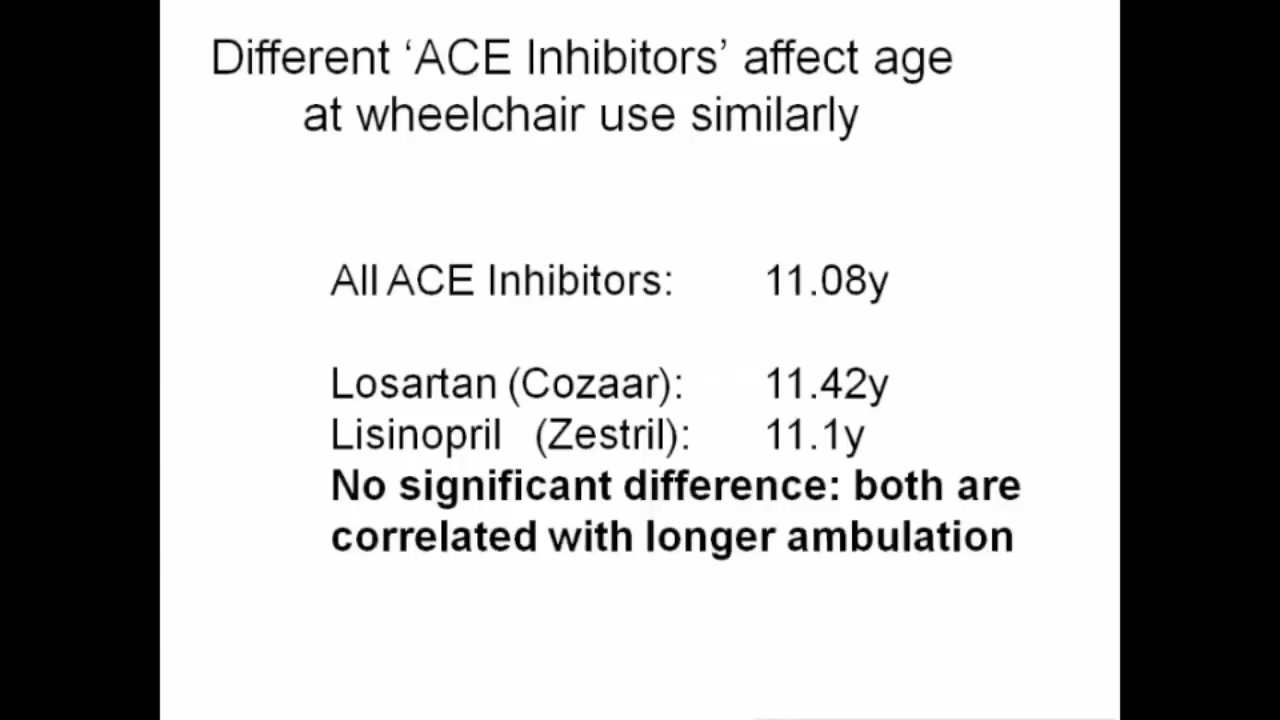 Different ‘ACE Inhibitors’ affect age
at wheelchair use similarly
All ACE Inhibitors: 11.08y
Losartan (Cozaar): 11.42y
Lisinopril (Zestril): 11.1y
No significant difference: both are
correlated with longer ambulation